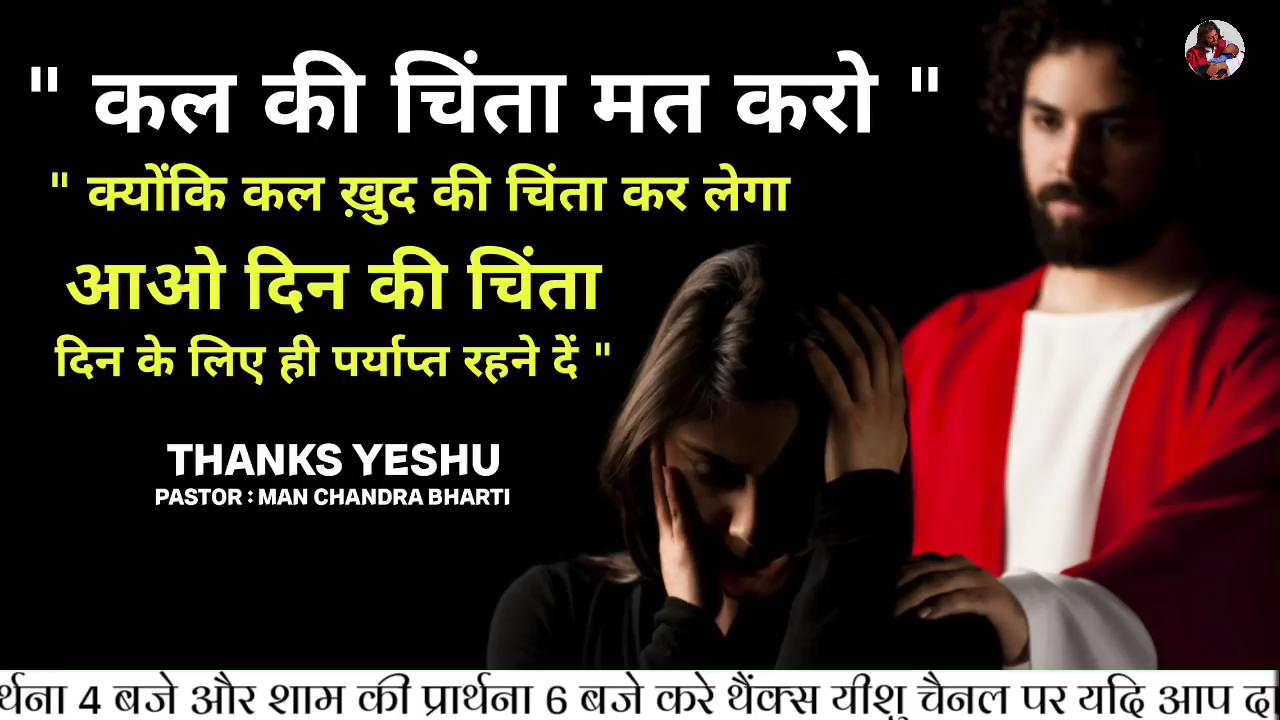 " कल की चिंता मत करो "
" क्योंकि कल ख़ुद की चिंता कर लेगा
आओ दिन की चिंता
दिन के लिए ही पर्याप्त रहने दें "
THANKS YESHU
PASTOR : MAN CHANDRA BHARTI
र्थना 4 बजे और शाम की प्रार्थना 6 बजे करे थैंक्स यीशु चैनल पर यदि आप